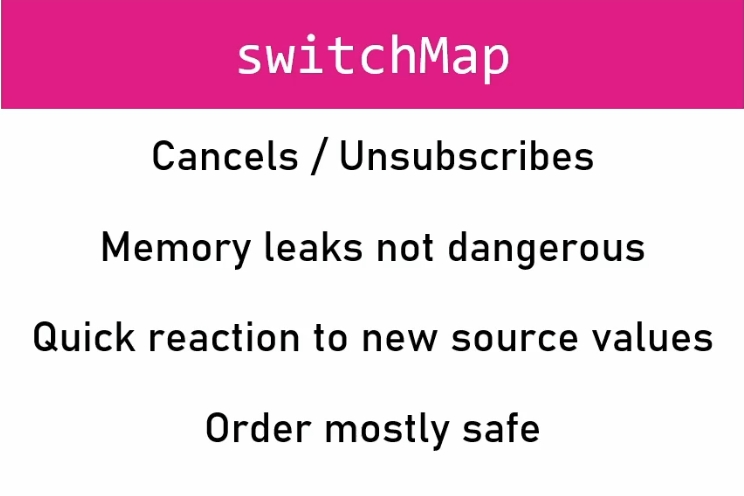 switchMap
Cancels / Unsubscribes
Memory leaks not dangerous
Quick reaction to new source values
Order mostly safe